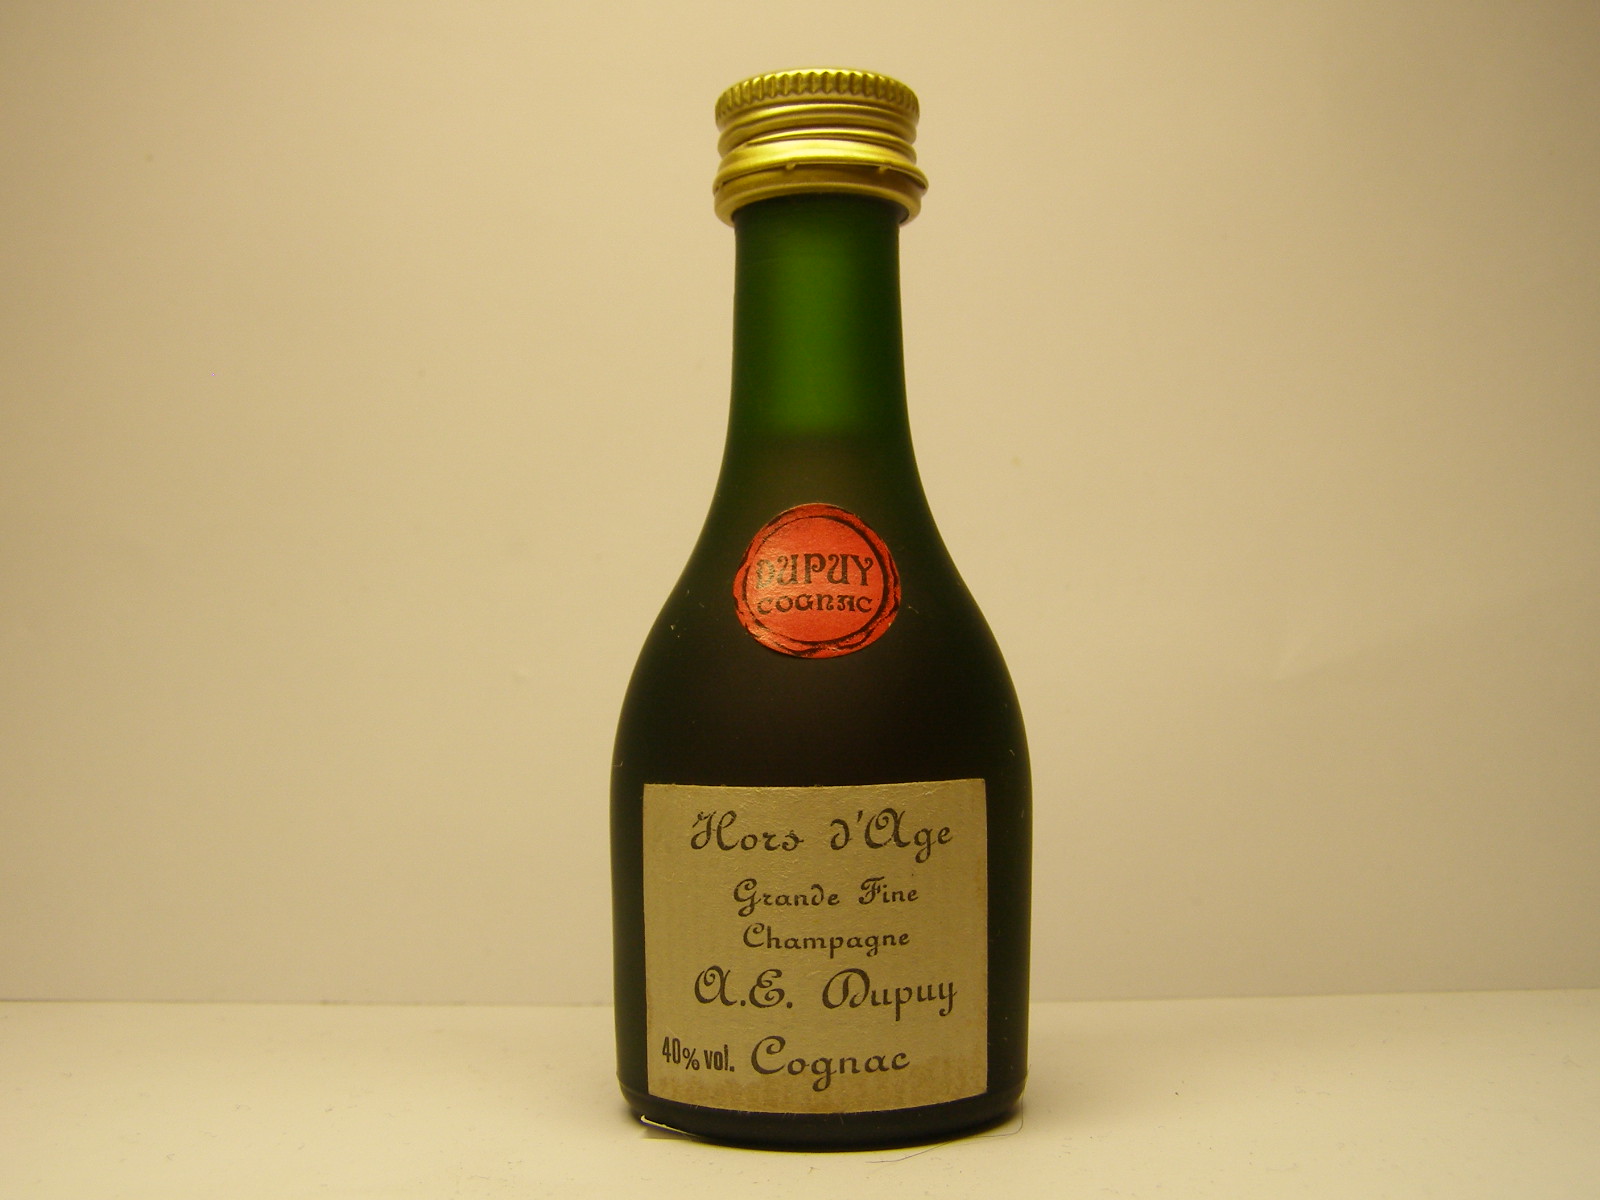 DUPUY
COGNAC
Hors d'Age
Grande Fine
Champagne
A.E. Dupuy
40% vol. Cognac